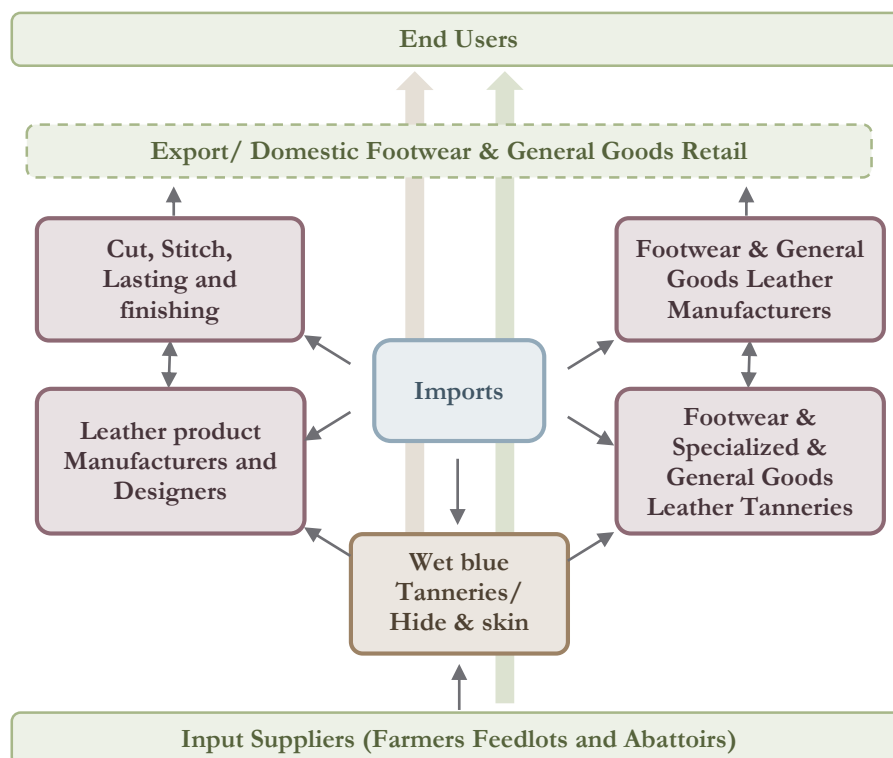 End Users
Export/ Domestic Footwear & General Goods Retail
Cut, Stitch,
Lasting and
finishing
Footwear & General
Goods Leather
Manufacturers
Imports
Leather product
Manufacturers and
Designers
Footwear &
Specialized &
General Goods
Leather Tanneries
Wet blue
Tanneries/
Hide & skin
Input Suppliers (Farmers Feedlots and Abattoirs)